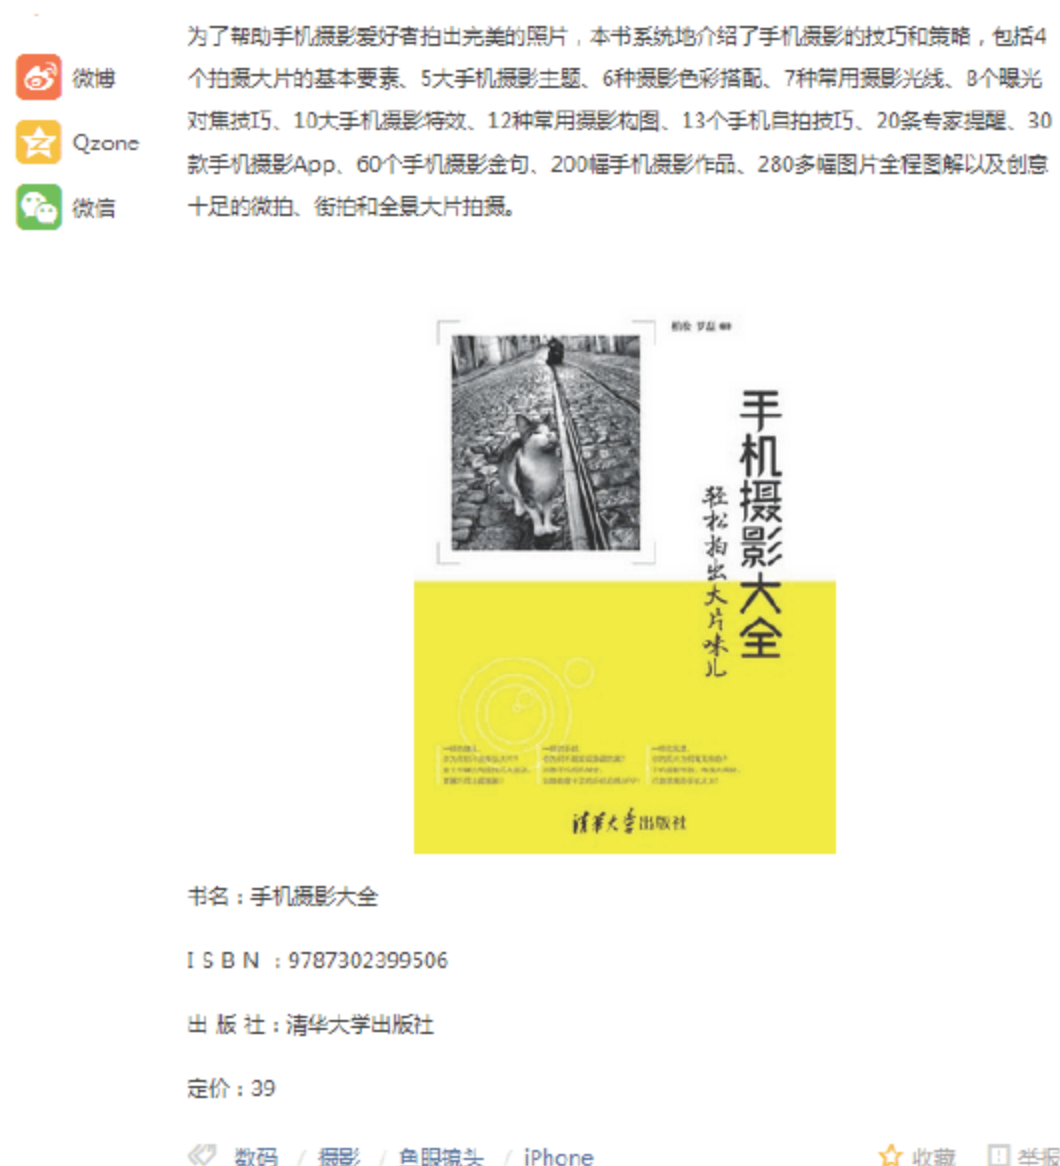 为了帮助手机摄影爱好者拍出完美的照片，本书系统地介绍了手机摄影的技巧和策略，包括4
个拍摄大片的基本要素、5大手机摄影主题、6种摄影色彩搭配、7种常用摄影光线、8个曝光
对焦技巧、10大手机摄影特效、12种常用摄影构图、13个手机自拍技巧、20条专家提醒、30
款手机摄影App、60个手机摄影金句、200幅手机摄影作品、280多幅图片全程图解以及创意
十足的微拍、街拍和全景大片拍摄。
微博
Qzone
微信
手机摄影大全
轻松拍出大片味儿
清华大学出版社
书名：手机摄影大全
I S B N ：9787302399506
出 版 社：清华大学出版社
定价：39
数码 / 摄影 / 鱼眼镜头 / iPhone
收藏
举报